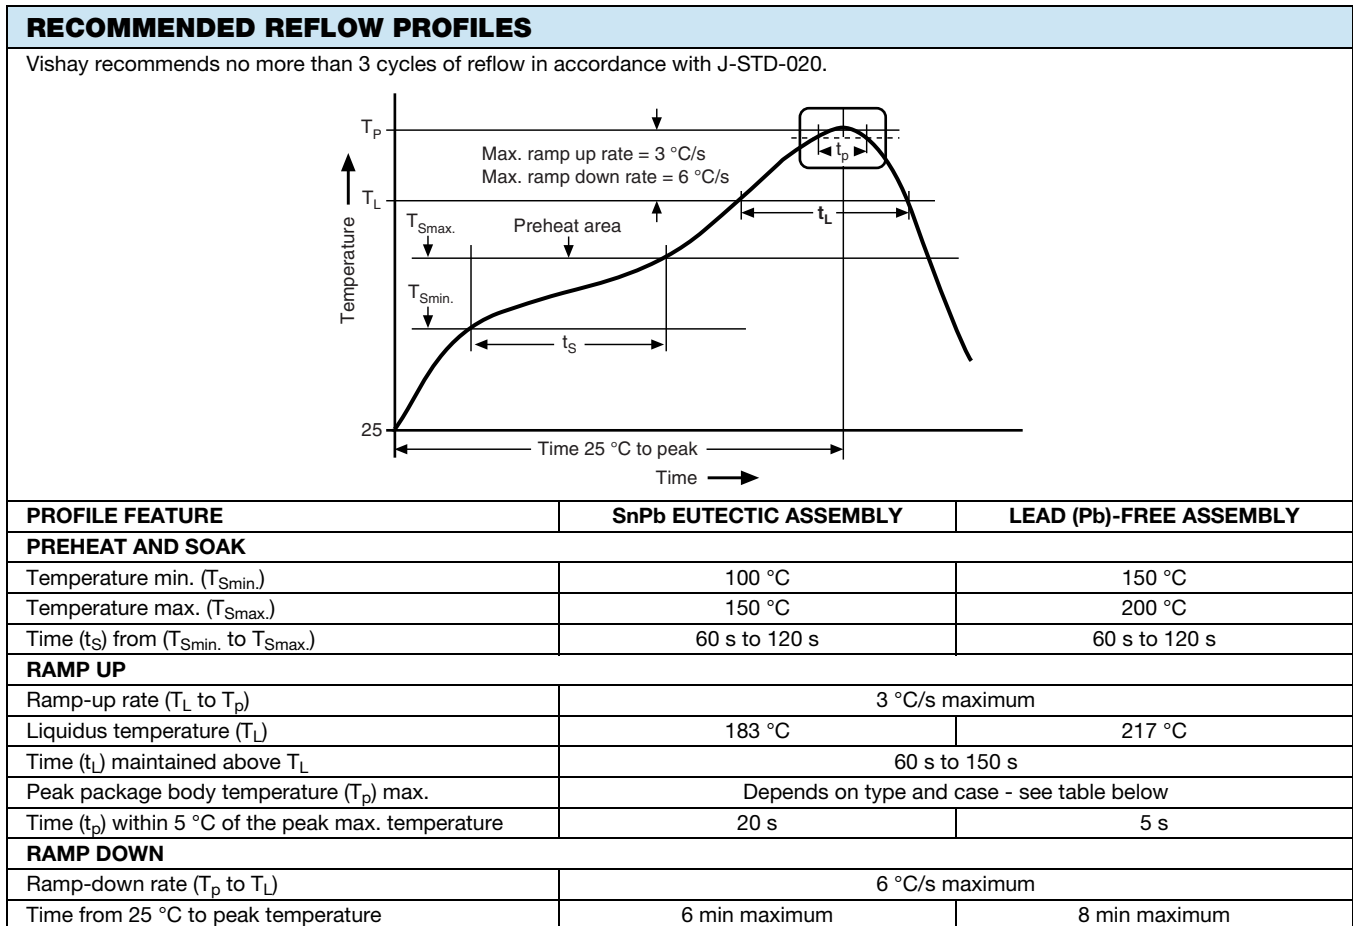 RECOMMENDED REFLOW PROFILES
Vishay recommends no more than 3 cycles of reflow in accordance with J-STD-020.
TP
Max. ramp up rate = 3 °C/s
Max. ramp down rate = 6 °C/s
tp
TL
tL
TSmax.
Preheat area
Temperature
TSmin.
tS
25
Time 25 °C to peak
Time
PROFILE FEATURE SnPb EUTECTIC ASSEMBLY LEAD (Pb)-FREE ASSEMBLY
PREHEAT AND SOAK
Temperature min. (TSmin.) 100 °C 150 °C
Temperature max. (TSmax.) 150 °C 200 °C
Time (tS) from (TSmin. to TSmax.) 60 s to 120 s 60 s to 120 s
RAMP UP
Ramp-up rate (TL to Tp) 3 °C/s maximum
Liquidus temperature (TL) 183 °C 217 °C
Time (tL) maintained above TL 60 s to 150 s
Peak package body temperature (Tp) max. Depends on type and case - see table below
Time (tp) within 5 °C of the peak max. temperature 20 s 5 s
RAMP DOWN
Ramp-down rate (Tp to TL) 6 °C/s maximum
Time from 25 °C to peak temperature 6 min maximum 8 min maximum